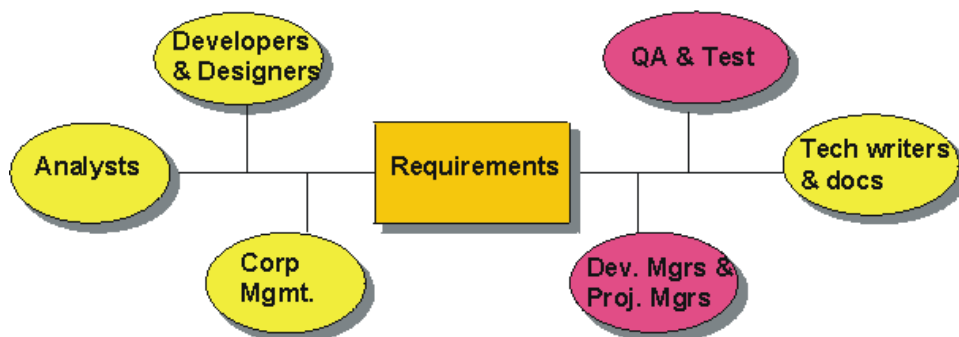 Developers
& Designers
QA & Test
Analysts
Requirements
Tech writers
& docs
Corp
Mgmt.
Dev. Mgrs &
Proj. Mgrs